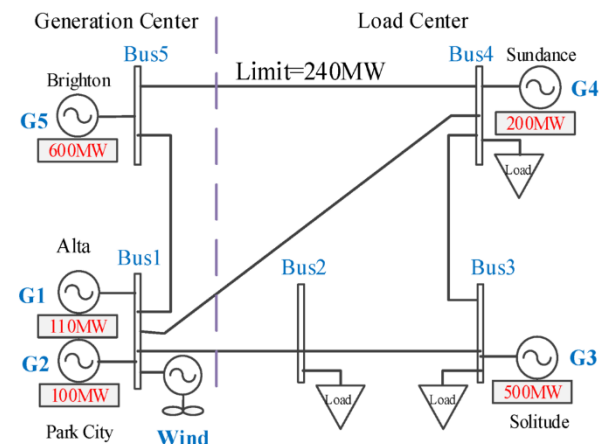 Generation Center
Load Center
Bus5
Bus4
Sundance
Brighton
Limit=240MW
G5
G4
600MW
200MW
Load
Alta
Bus1
Bus2
Bus3
G1
110MW
G2
G3
100MW
500MW
Load
Load
Park City
Wind
Solitude